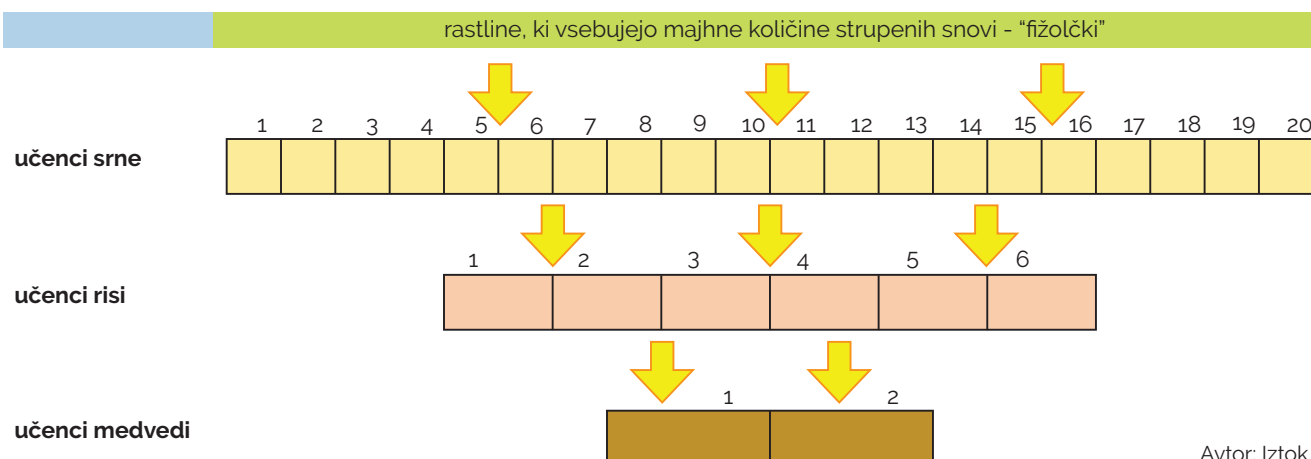 rastline, ki vsebujejo majhne količine strupenih snovi - “fižolčki”
1 2 3 4 5 6 7 8 9 10 11 12 13 14 15 16 17 18 19 20
učenci srne
1 2 3 4 5 6
učenci risi
1 2
učenci medvedi
Avtor: Iztok